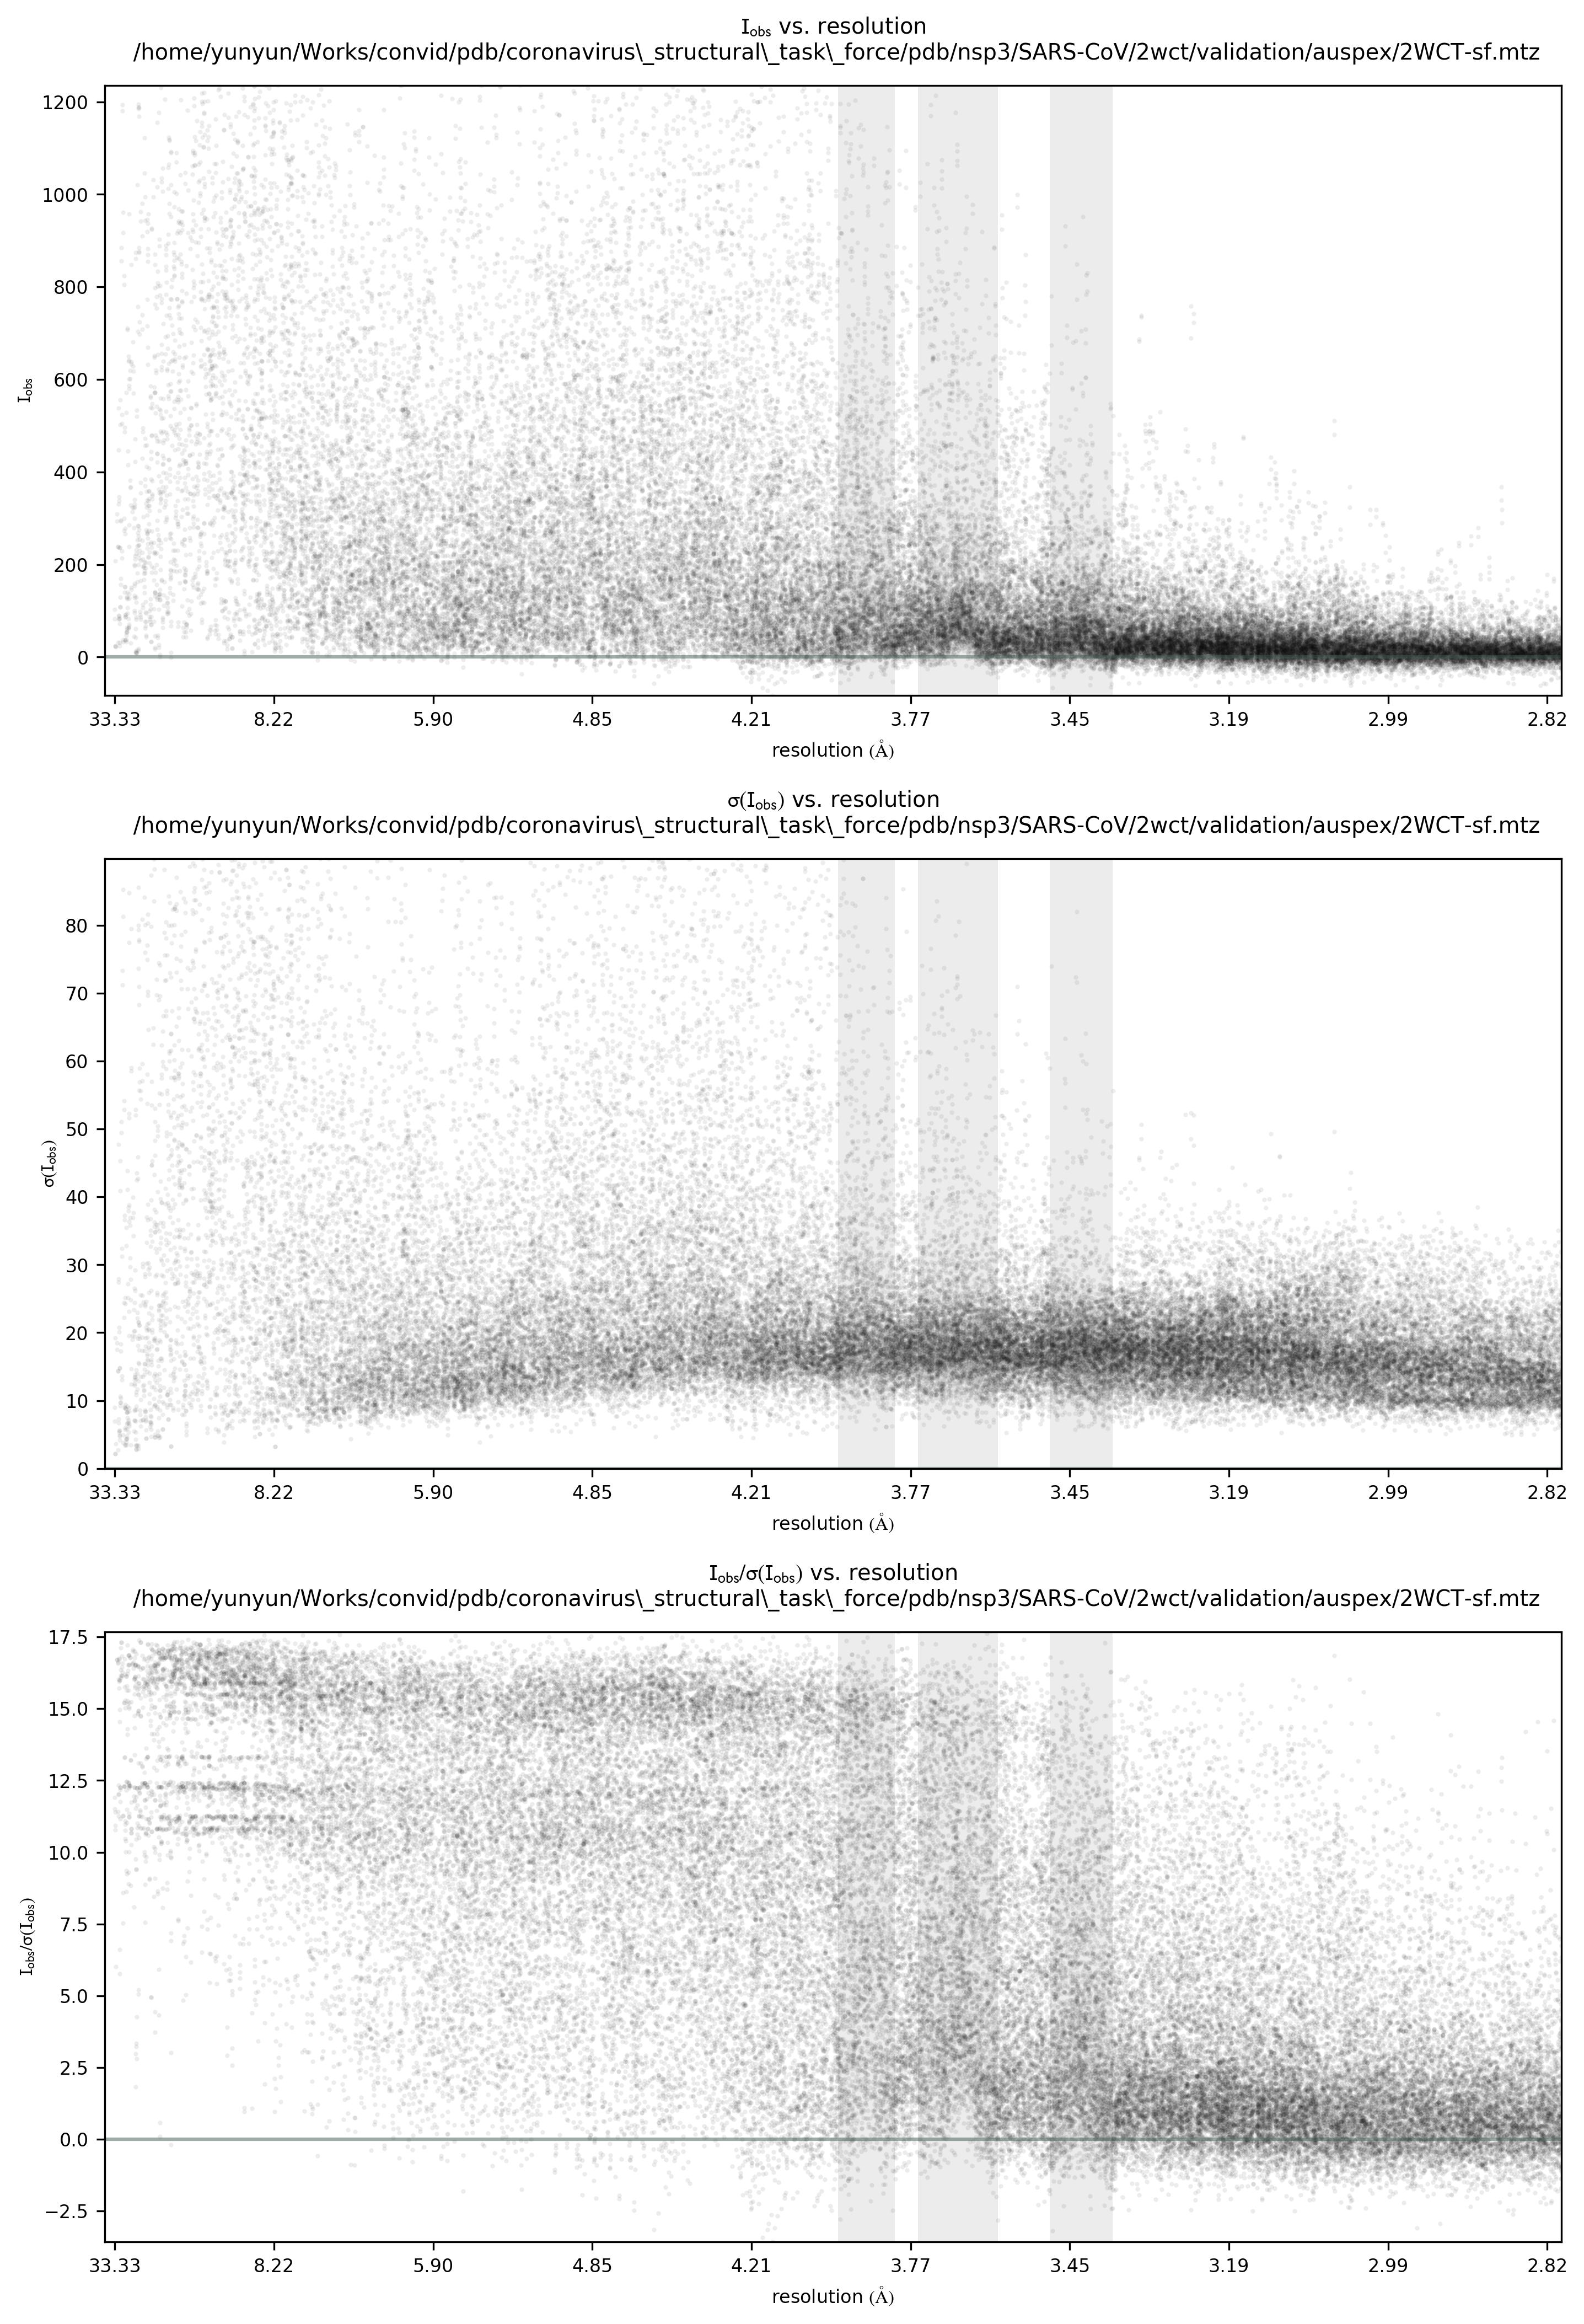 I_obs vs. resolution
/home/yunyun/Works/convid/pdb/coronavirus\_structural\_task\_force/pdb/nsp3/SARS-CoV/2wct/validation/auspex/2WCT-sf.mtz
1200
1000
800
600
400
200
0
I_obs
33.33 8.22 5.90 4.85 4.21 3.77 3.45 3.19 2.99 2.82
resolution (Å)
σ(I_obs) vs. resolution
/home/yunyun/Works/convid/pdb/coronavirus\_structural\_task\_force/pdb/nsp3/SARS-CoV/2wct/validation/auspex/2WCT-sf.mtz
80
70
60
50
40
30
20
10
0
σ(I_obs)
33.33 8.22 5.90 4.85 4.21 3.77 3.45 3.19 2.99 2.82
resolution (Å)
I_obs/σ(I_obs) vs. resolution
/home/yunyun/Works/convid/pdb/coronavirus\_structural\_task\_force/pdb/nsp3/SARS-CoV/2wct/validation/auspex/2WCT-sf.mtz
17.5
15.0
12.5
10.0
7.5
5.0
2.5
0.0
−2.5
I_obs/σ(I_obs)
33.33 8.22 5.90 4.85 4.21 3.77 3.45 3.19 2.99 2.82
resolution (Å)